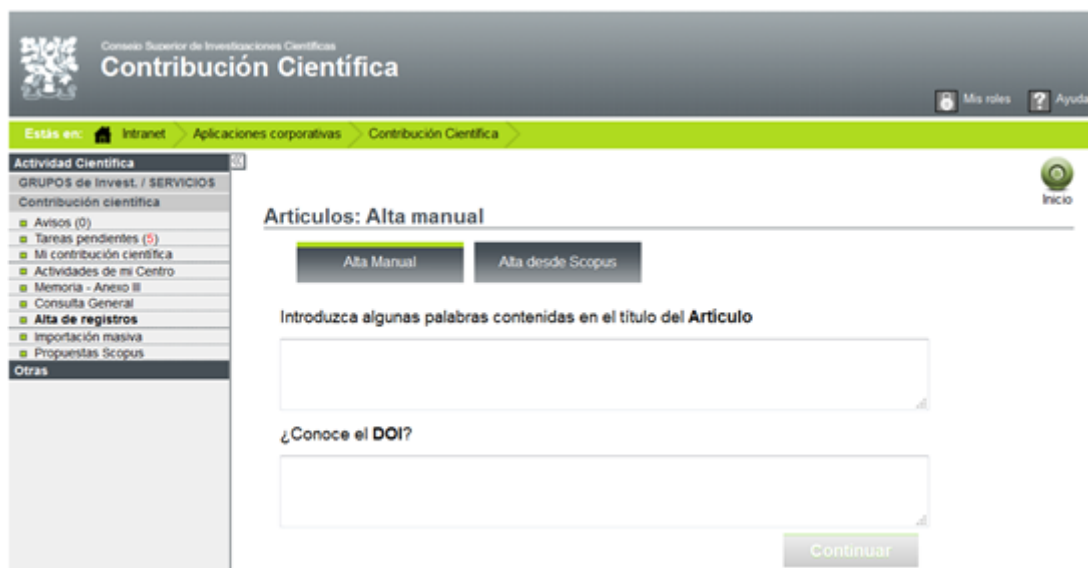 Consejo Superior de Investigaciones Científicas
Contribución Científica
Mis roles
Ayuda
Estás en: Intranet Aplicaciones corporativas Contribución Científica
Actividad Científica
GRUPOS de Invest. / SERVICIOS
Contribución científica
Avisos (0)
Tareas pendientes (5)
Mi contribución científica
Actividades de mi Centro
Memoria - Anexo III
Consulta General
Alta de registros
Importación masiva
Propuestas Scopus
Otras
Inicio
Articulos: Alta manual
Alta Manual
Alta desde Scopus
Introduzca algunas palabras contenidas en el título del Artículo
¿Conoce el DOI?
Continuar